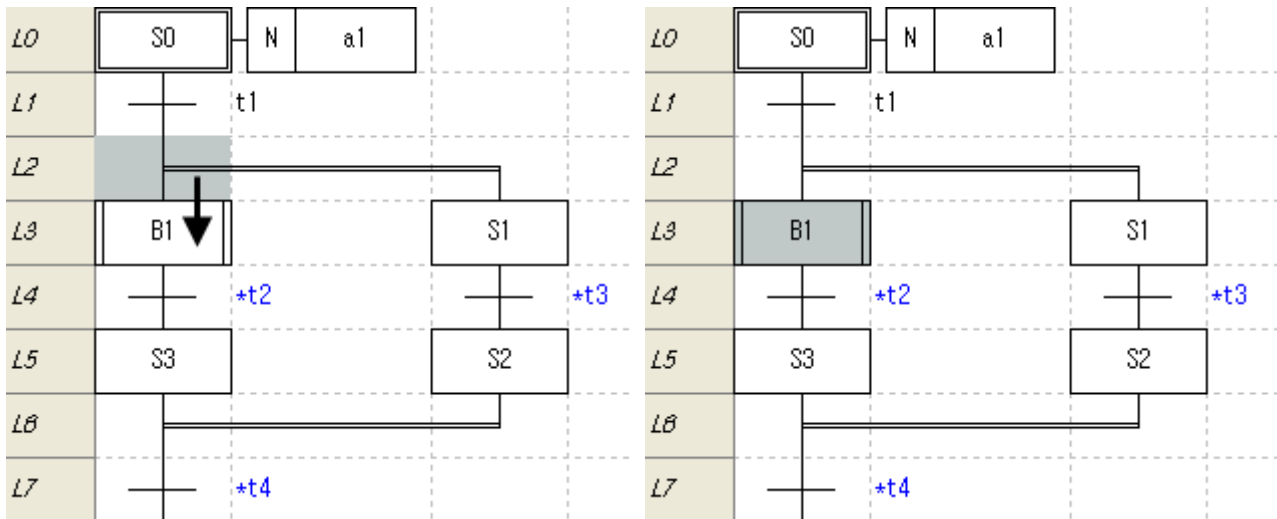 L0 S0 N a1 L0 S0 N a1
L1 t1 L1 t1
L2 L2
L3 B1 S1 L3 B1 S1
L4 *t2 *t3 L4 *t2 *t3
L5 S3 S2 L5 S3 S2
L6 L6
L7 *t4 L7 *t4